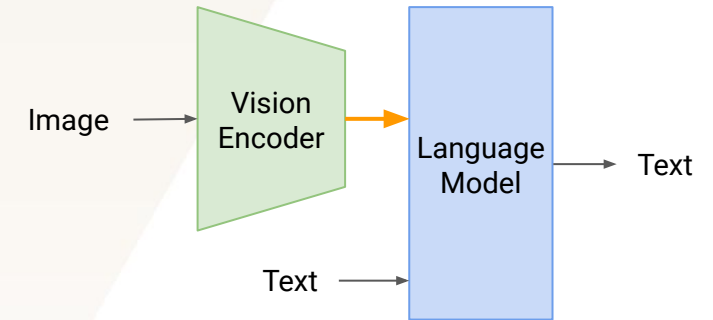 Image
Vision
Encoder
Language
Model
Text
Text